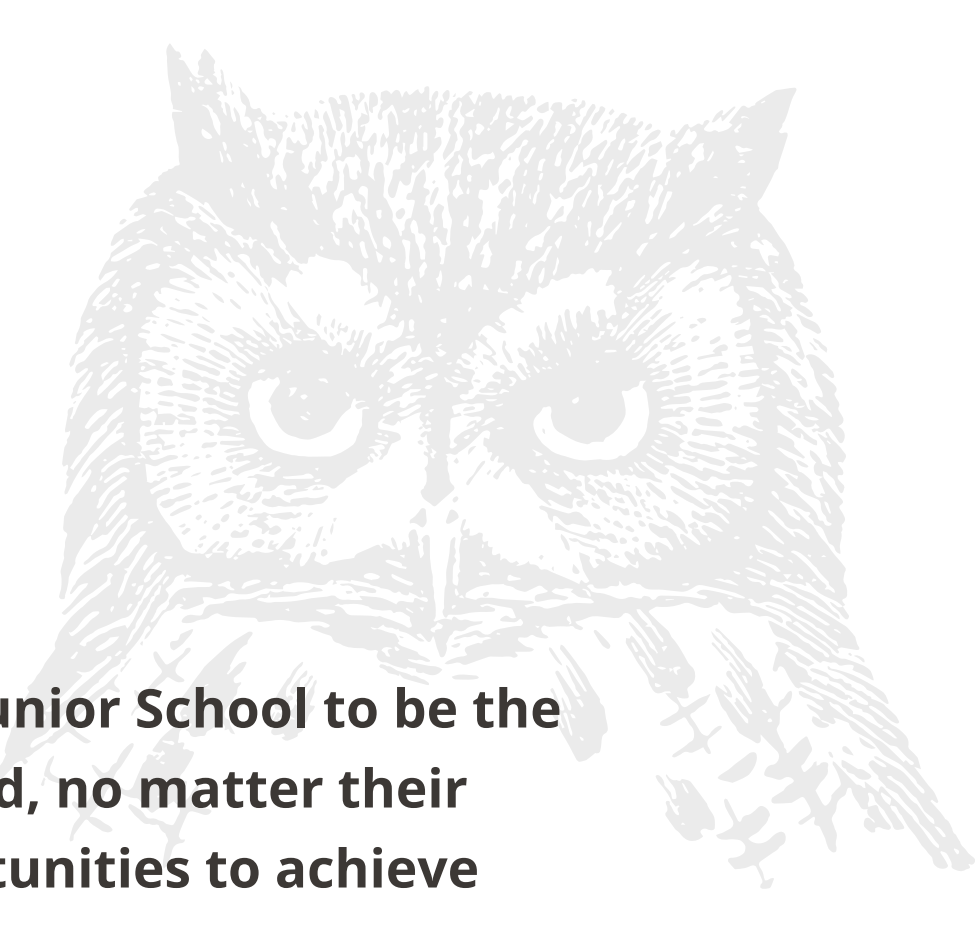 unior School to be the
d, no matter their
tunities to achieve